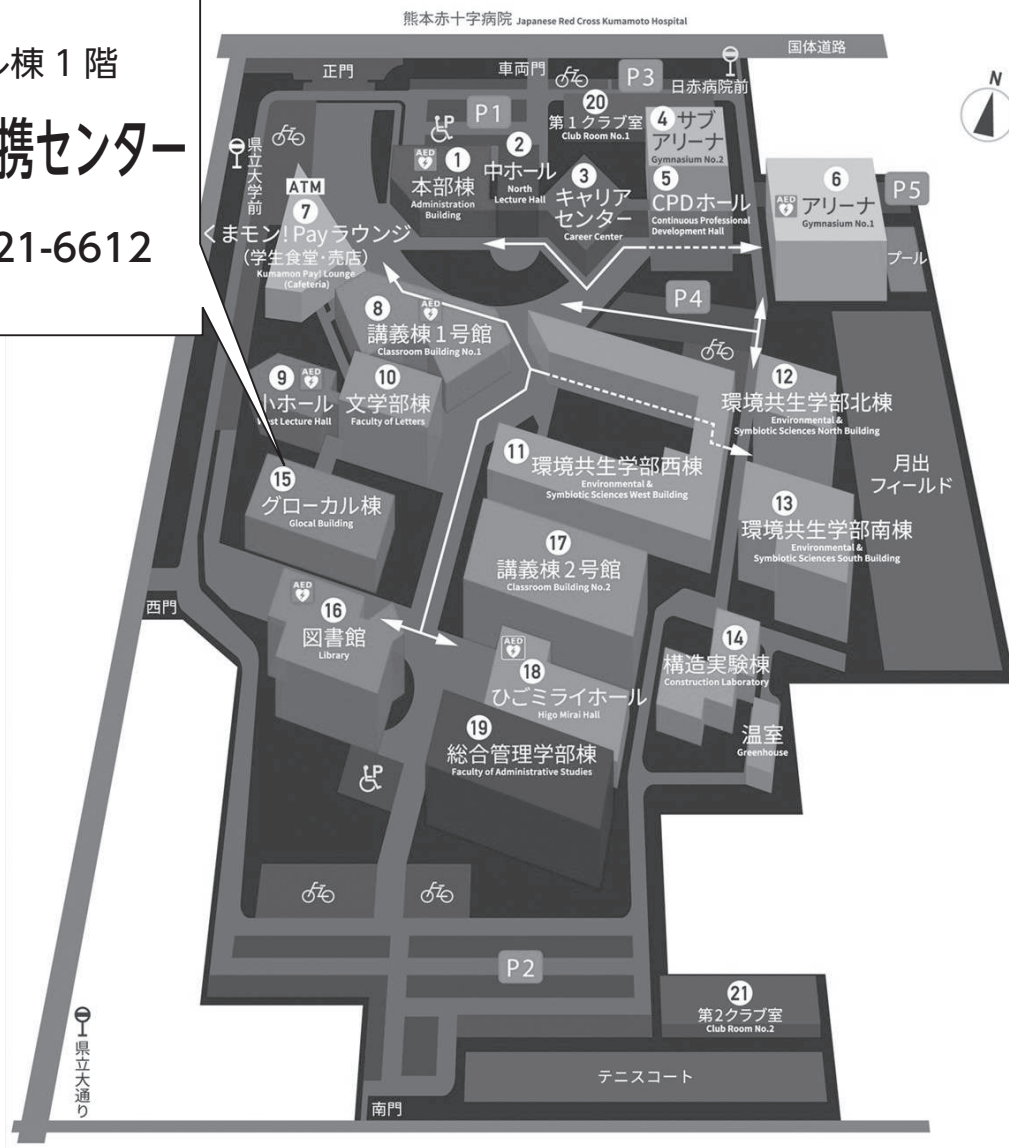 熊本赤十字病院 Japanese Red Cross Kumamoto Hospital
国体道路
ル棟 1 階
携センター
21-6612
正門
車両門
P3
日赤病院前
N
P1
20
第1クラブ室
Club Room No.1
4 サブ
アリーナ
Gymnasium No.2
県立大学前
P
AED
1
本部棟
Administration
Building
2
中ホール
North
Lecture Hall
3
キャリア
センター
Career Center
5
CPDホール
Continuous Professional
Development Hall
AED
6
アリーナ
Gymnasium No.1
P5
プール
ATM
7
くまモン!Payラウンジ
(学生食堂・売店)
Kumamon Pay! Lounge
(Cafeteria)
P4
8
AED
講義棟1号館
Classroom Building No.1
9
AED
小ホール
West Lecture Hall
10
文学部棟
Faculty of Letters
12
環境共生学部北棟
Environmental &
Symbiotic Sciences North Building
11
環境共生学部西棟
Environmental &
Symbiotic Sciences West Building
月出
フィールド
15
グローカル棟
Glocal Building
13
環境共生学部南棟
Environmental &
Symbiotic Sciences South Building
17
講義棟2号館
Classroom Building No.2
西門
AED
16
図書館
Library
14
構造実験棟
Construction Laboratory
AED
18
ひごミライホール
Higo Mirai Hall
温室
Greenhouse
19
総合管理学部棟
Faculty of Administrative Studies
P
P2
21
第2クラブ室
Club Room No.2
県立大通り
テニスコート
南門